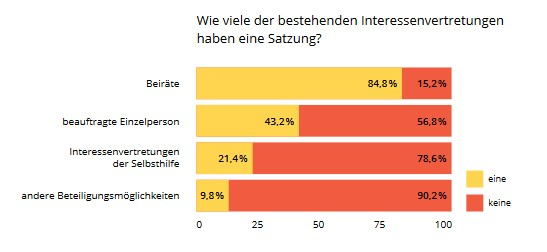 Wie viele der bestehenden Interessenvertretungen
haben eine Satzung?
Beiräte
84,8%
15,2%
beauftragte Einzelperson
43,2%
56,8%
Interessenvertretungen
der Selbsthilfe
21,4%
78,6%
andere Beteiligungsmöglichkeiten
9,8%
90,2%
eine
keine
0 25 50 75 100